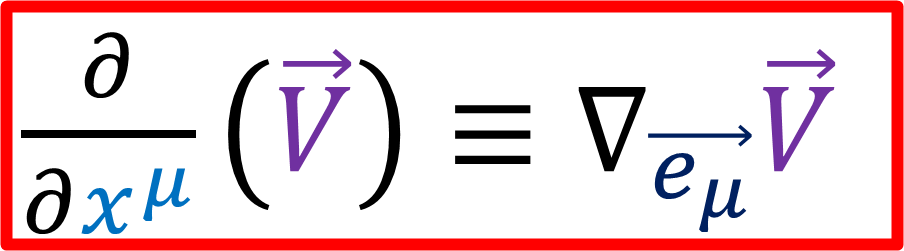 ∂/∂x^μ (V⃗) ≡ ∇_{e⃗_μ} V⃗